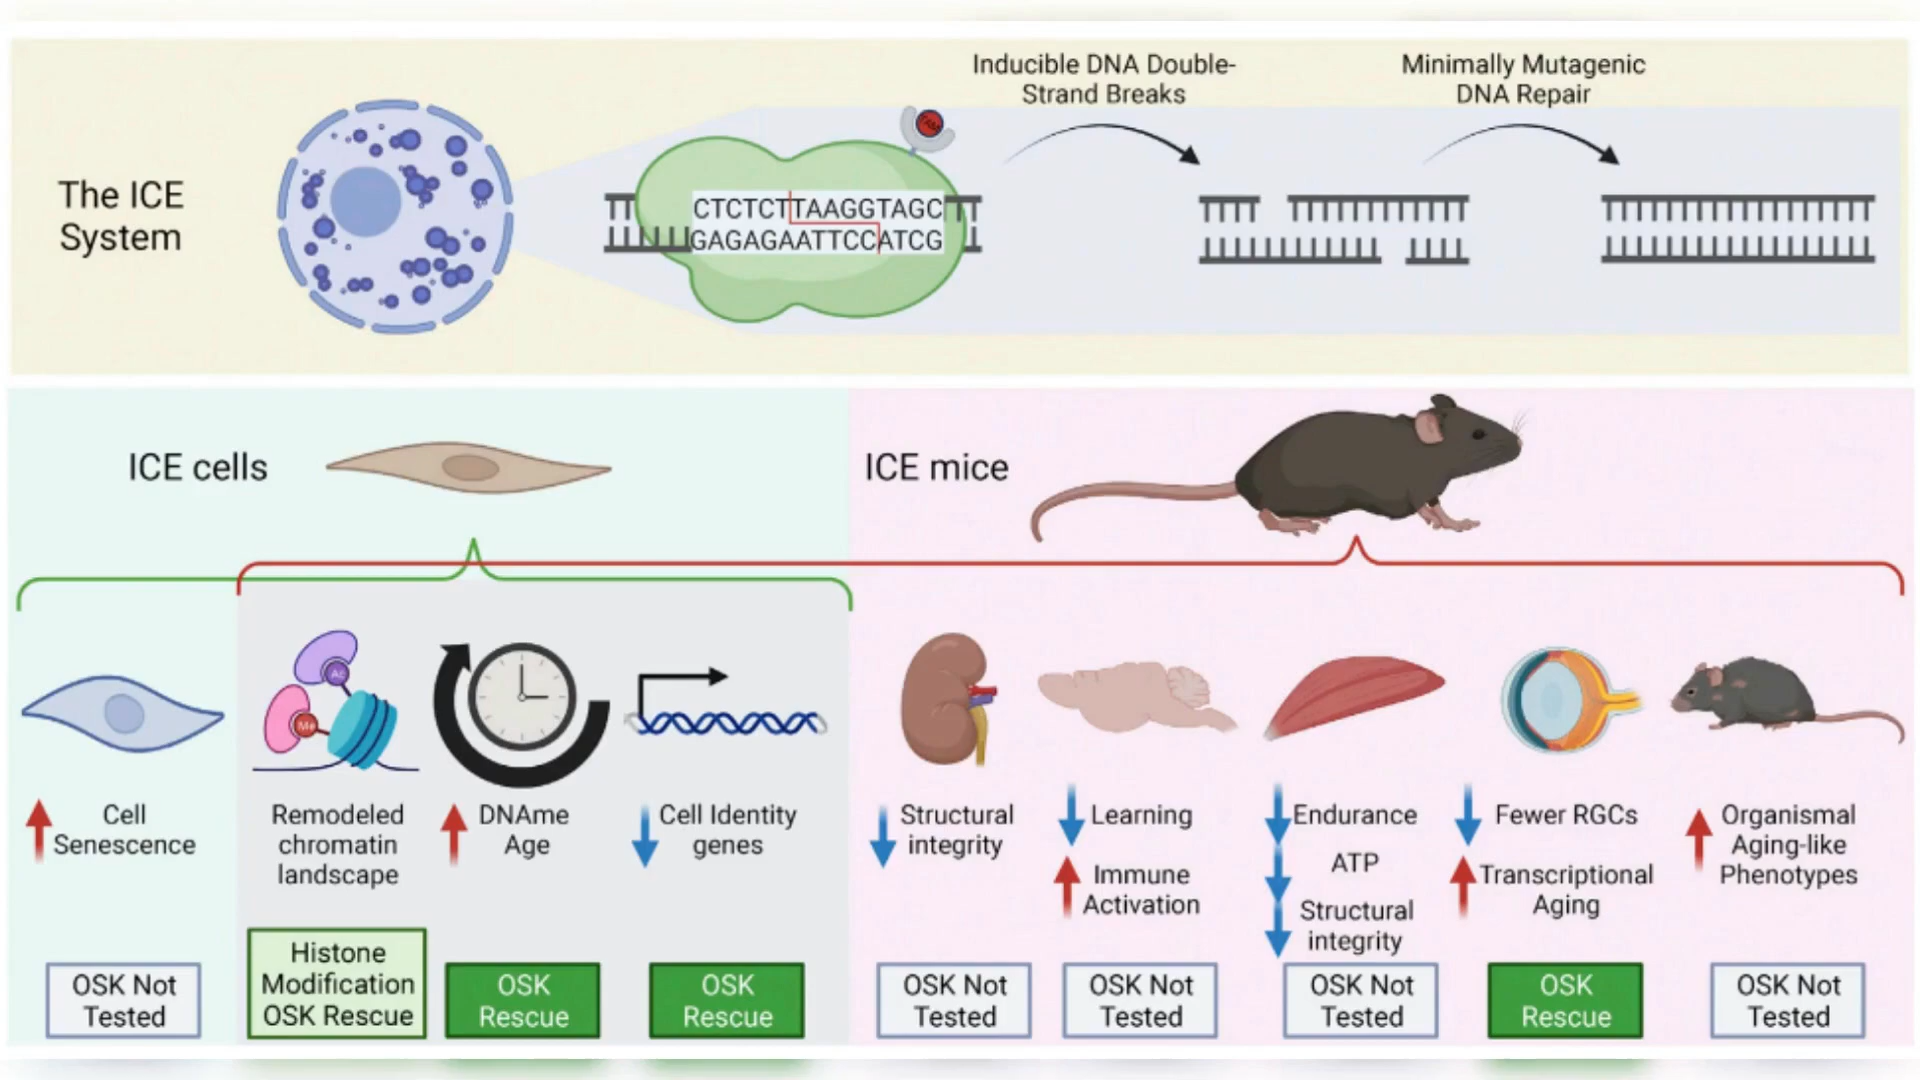 The ICE
System
Inducible DNA Double-
Strand Breaks
Minimally Mutagenic
DNA Repair
TAM
CTCTCTTAAGGTAGC
GAGAGAATTCCATCG
ICE cells
ICE mice
Ac
Me
Cell
Senescence
Remodeled
chromatin
landscape
DNAme
Age
Cell Identity
genes
Structural
integrity
Learning
Immune
Activation
Endurance
ATP
Structural
integrity
Fewer RGCs
Transcriptional
Aging
Organismal
Aging-like
Phenotypes
OSK Not
Tested
Histone
Modification
OSK Rescue
OSK
Rescue
OSK
Rescue
OSK Not
Tested
OSK Not
Tested
OSK Not
Tested
OSK
Rescue
OSK Not
Tested